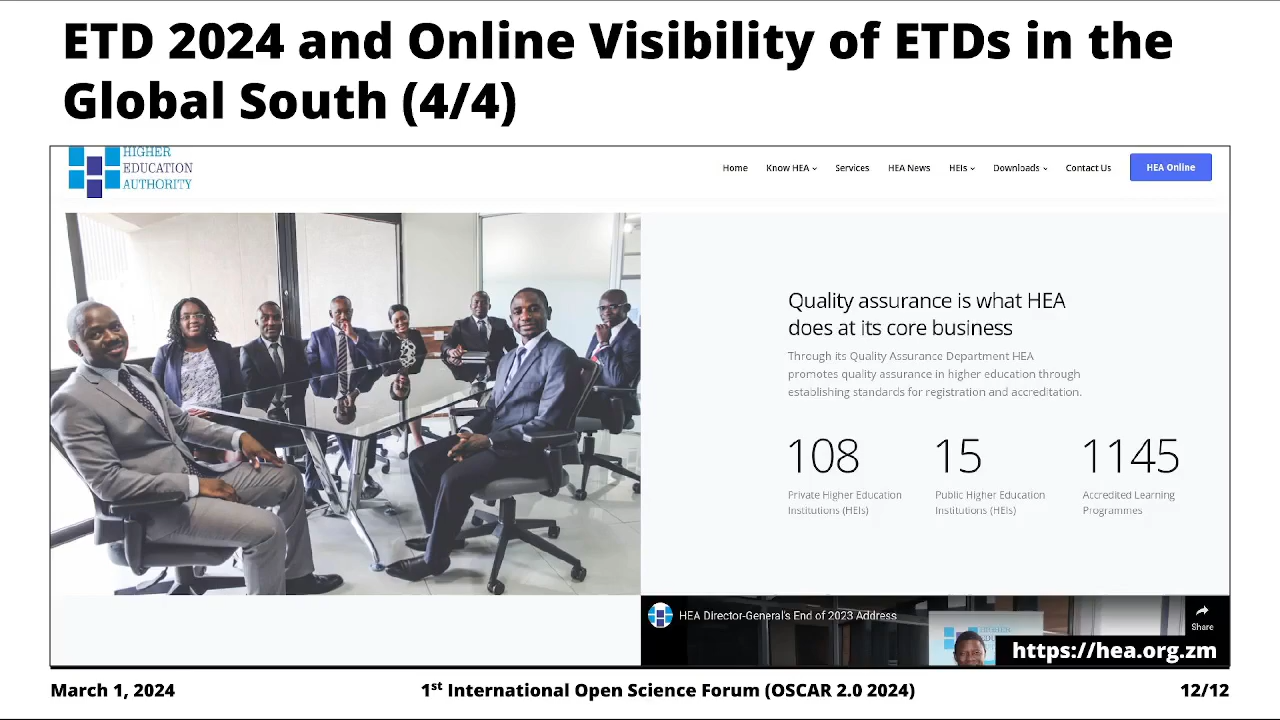 ETD 2024 and Online Visibility of ETDs in the
Global South (4/4)
HIGHER
EDUCATION
AUTHORITY
Home Know HEA Services HEA News HEIs Downloads Contact Us HEA Online
Quality assurance is what HEA
does at its core business
Through its Quality Assurance Department HEA
promotes quality assurance in higher education through
establishing standards for registration and accreditation.
108 15 1145
Private Higher Education Public Higher Education Accredited Learning
Institutions (HEIs) Institutions (HEIs) Programmes
HEA Director-General's End of 2023 Address
Share
https://hea.org.zm
March 1, 2024 1st International Open Science Forum (OSCAR 2.0 2024) 12/12